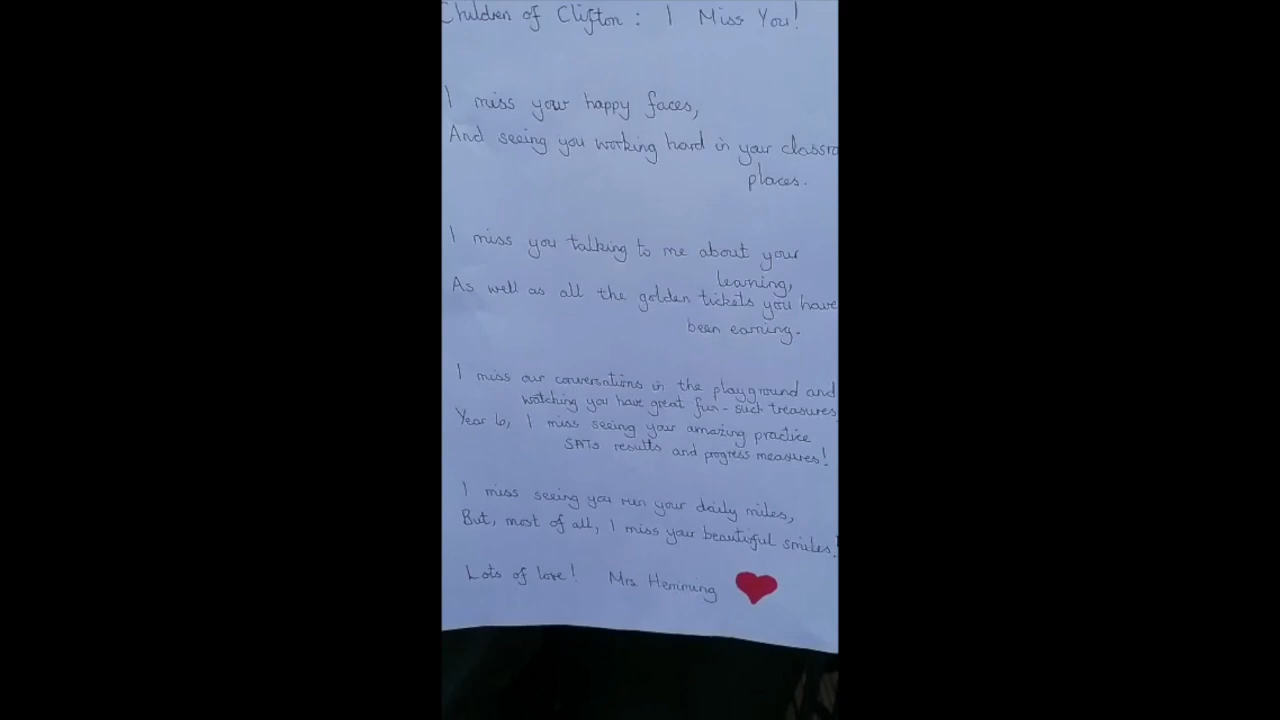 Children of Clifton : I Miss You!
I miss your happy faces,
And seeing you working hard in your classro
places.
I miss you talking to me about your
learning,
As well as all the golden tickets you have
been earning.
I miss our conversations in the playground and
watching you have great fun - such treasures
Year 6, I miss seeing your amazing practice
SATs results and progress measures!
I miss seeing you run your daily miles,
But, most of all, I miss your beautiful smiles!
Lots of love! Mrs Hemming